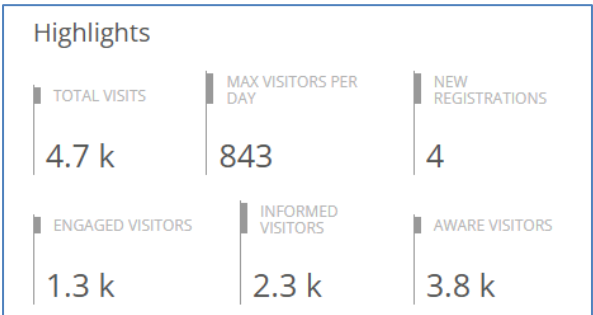 Highlights
TOTAL VISITS
MAX VISITORS PER
DAY
NEW
REGISTRATIONS
4.7 k
843
4
ENGAGED VISITORS
INFORMED
VISITORS
AWARE VISITORS
1.3 k
2.3 k
3.8 k